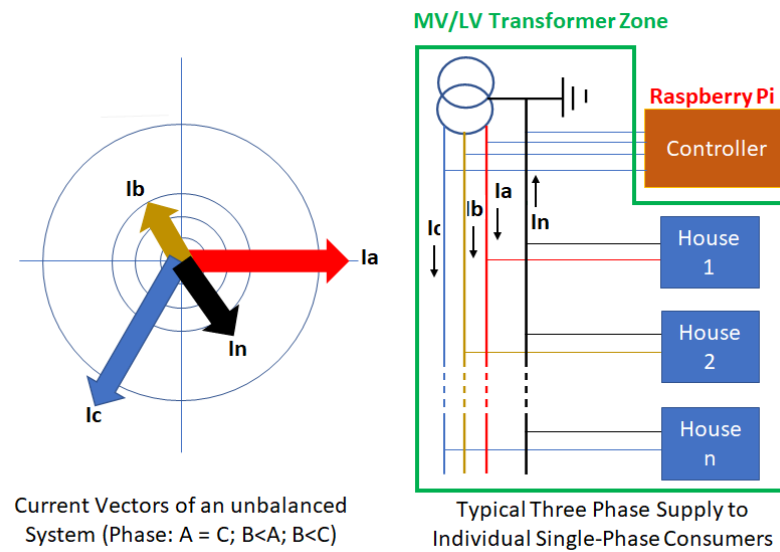 MV/LV Transformer Zone
Raspberry Pi
Controller
Ib
Ia
In
Ic
Ic
Ib
Ia
In
House
1
House
2
House
n
Current Vectors of an unbalanced
System (Phase: A = C; B<A; B<C)
Typical Three Phase Supply to
Individual Single-Phase Consumers